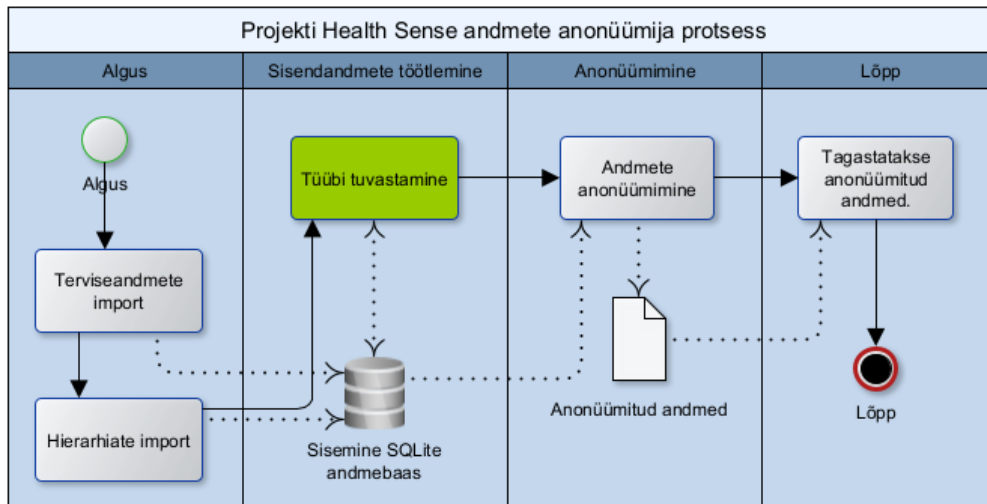 Projekti Health Sense andmete anonüümija protsess
Algus
Sisendandmete töötlemine
Anonüümimine
Lõpp
Algus
Terviseandmete
import
Hierarhiate import
Tüübi tuvastamine
Sisemine SQLite
andmebaas
Andmete
anonüümimine
Anonüümitud andmed
Tagastatakse
anonüümitud
andmed.
Lõpp